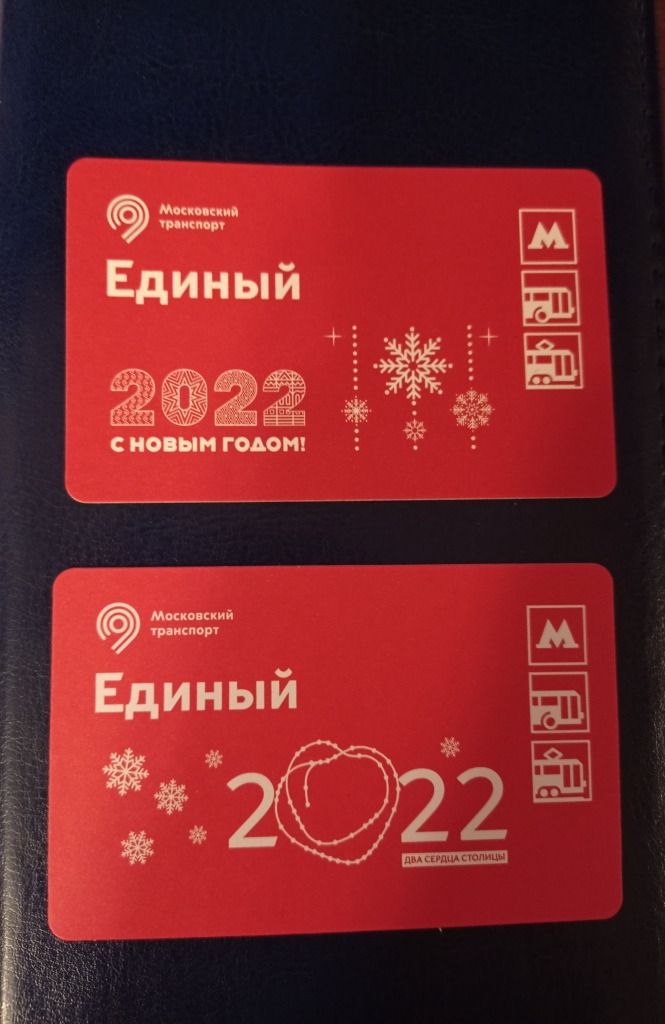 Московский
транспорт
Единый
М
2022
С НОВЫМ ГОДОМ!
Московский
транспорт
Единый
М
2022
ДВА СЕРДЦА СТОЛИЦЫ